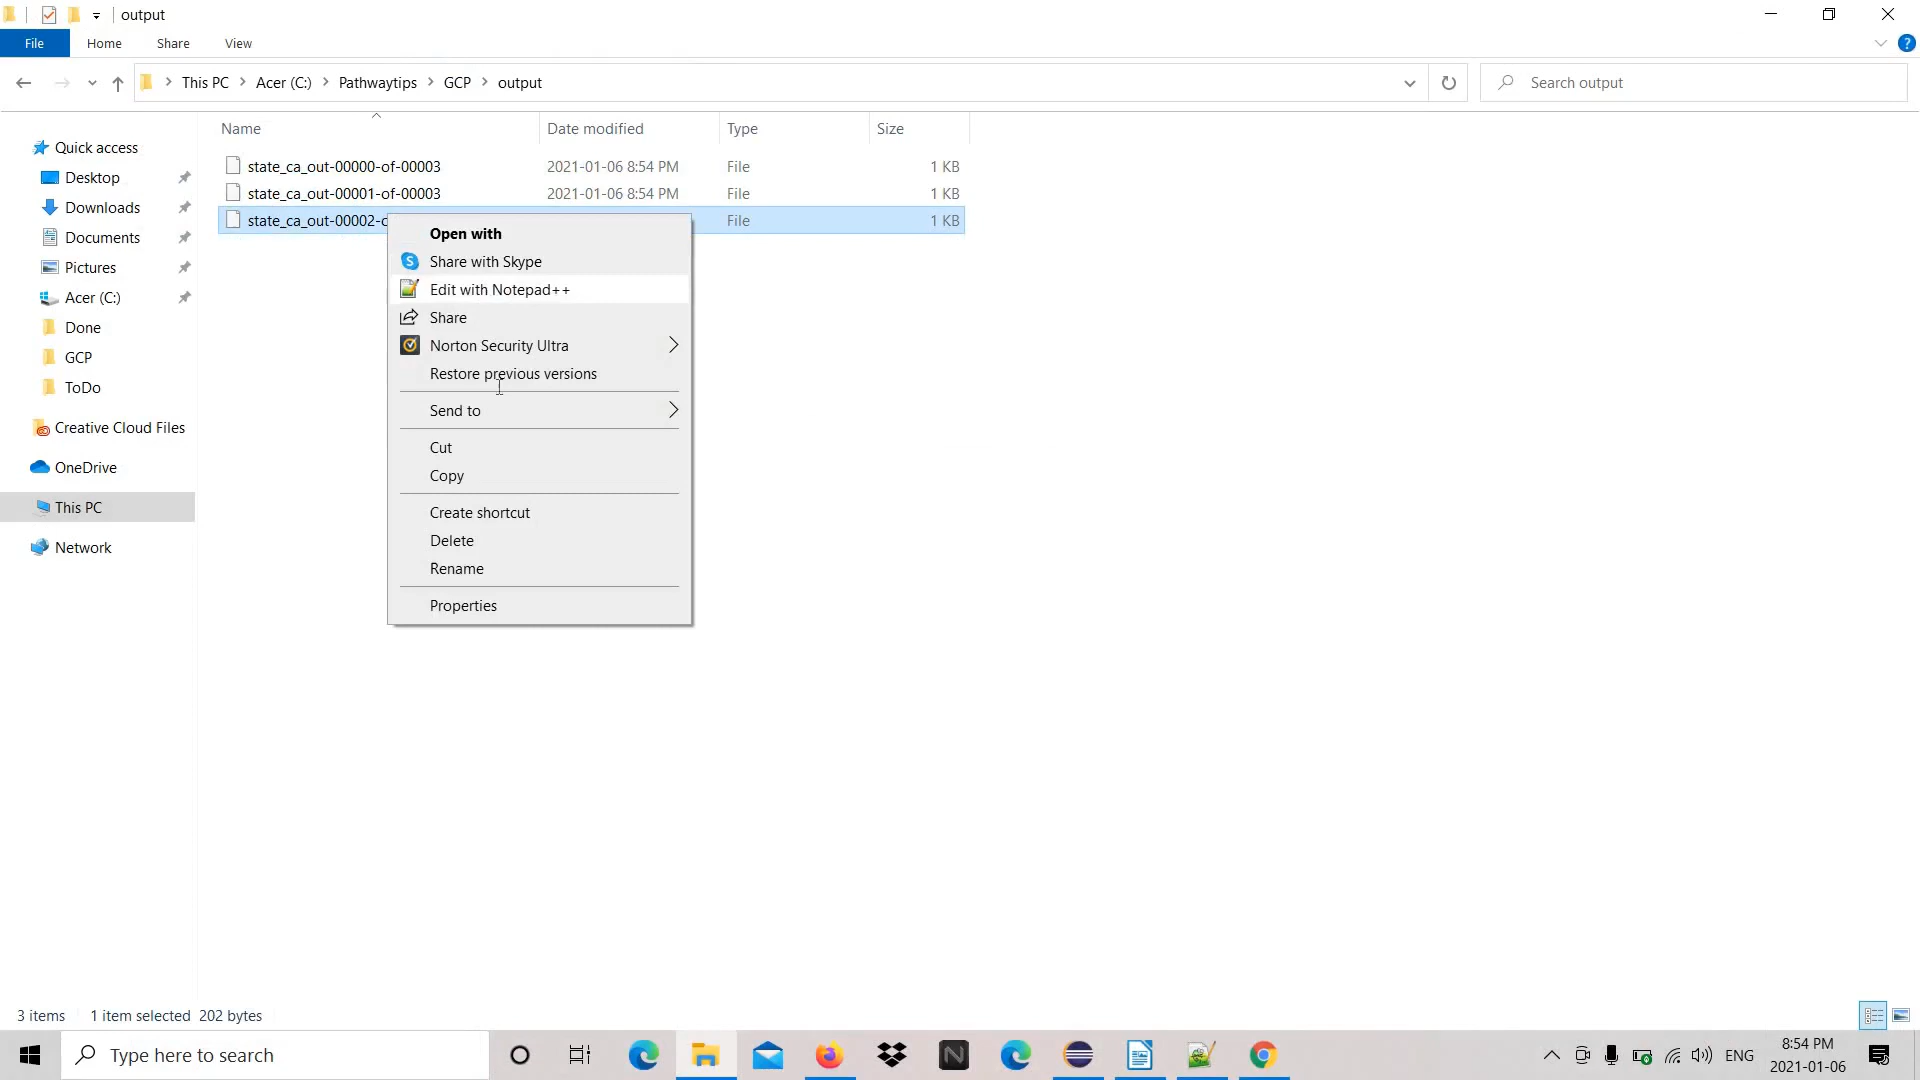 output
File
Home
Share
View
This PC
Acer (C:)
Pathwaytips
GCP
output
Search output
Name
Date modified
Type
Size
Quick access
Desktop
Downloads
Documents
Pictures
Acer (C:)
Done
GCP
ToDo
Creative Cloud Files
OneDrive
This PC
Network
state_ca_out-00000-of-00003
2021-01-06 8:54 PM
File
1 KB
state_ca_out-00001-of-00003
2021-01-06 8:54 PM
File
1 KB
state_ca_out-00002-
File
1 KB
Open with
Share with Skype
Edit with Notepad++
Share
Norton Security Ultra
Restore previous versions
Send to
Cut
Copy
Create shortcut
Delete
Rename
Properties
3 items
1 item selected 202 bytes
Type here to search
ENG
8:54 PM
2021-01-06